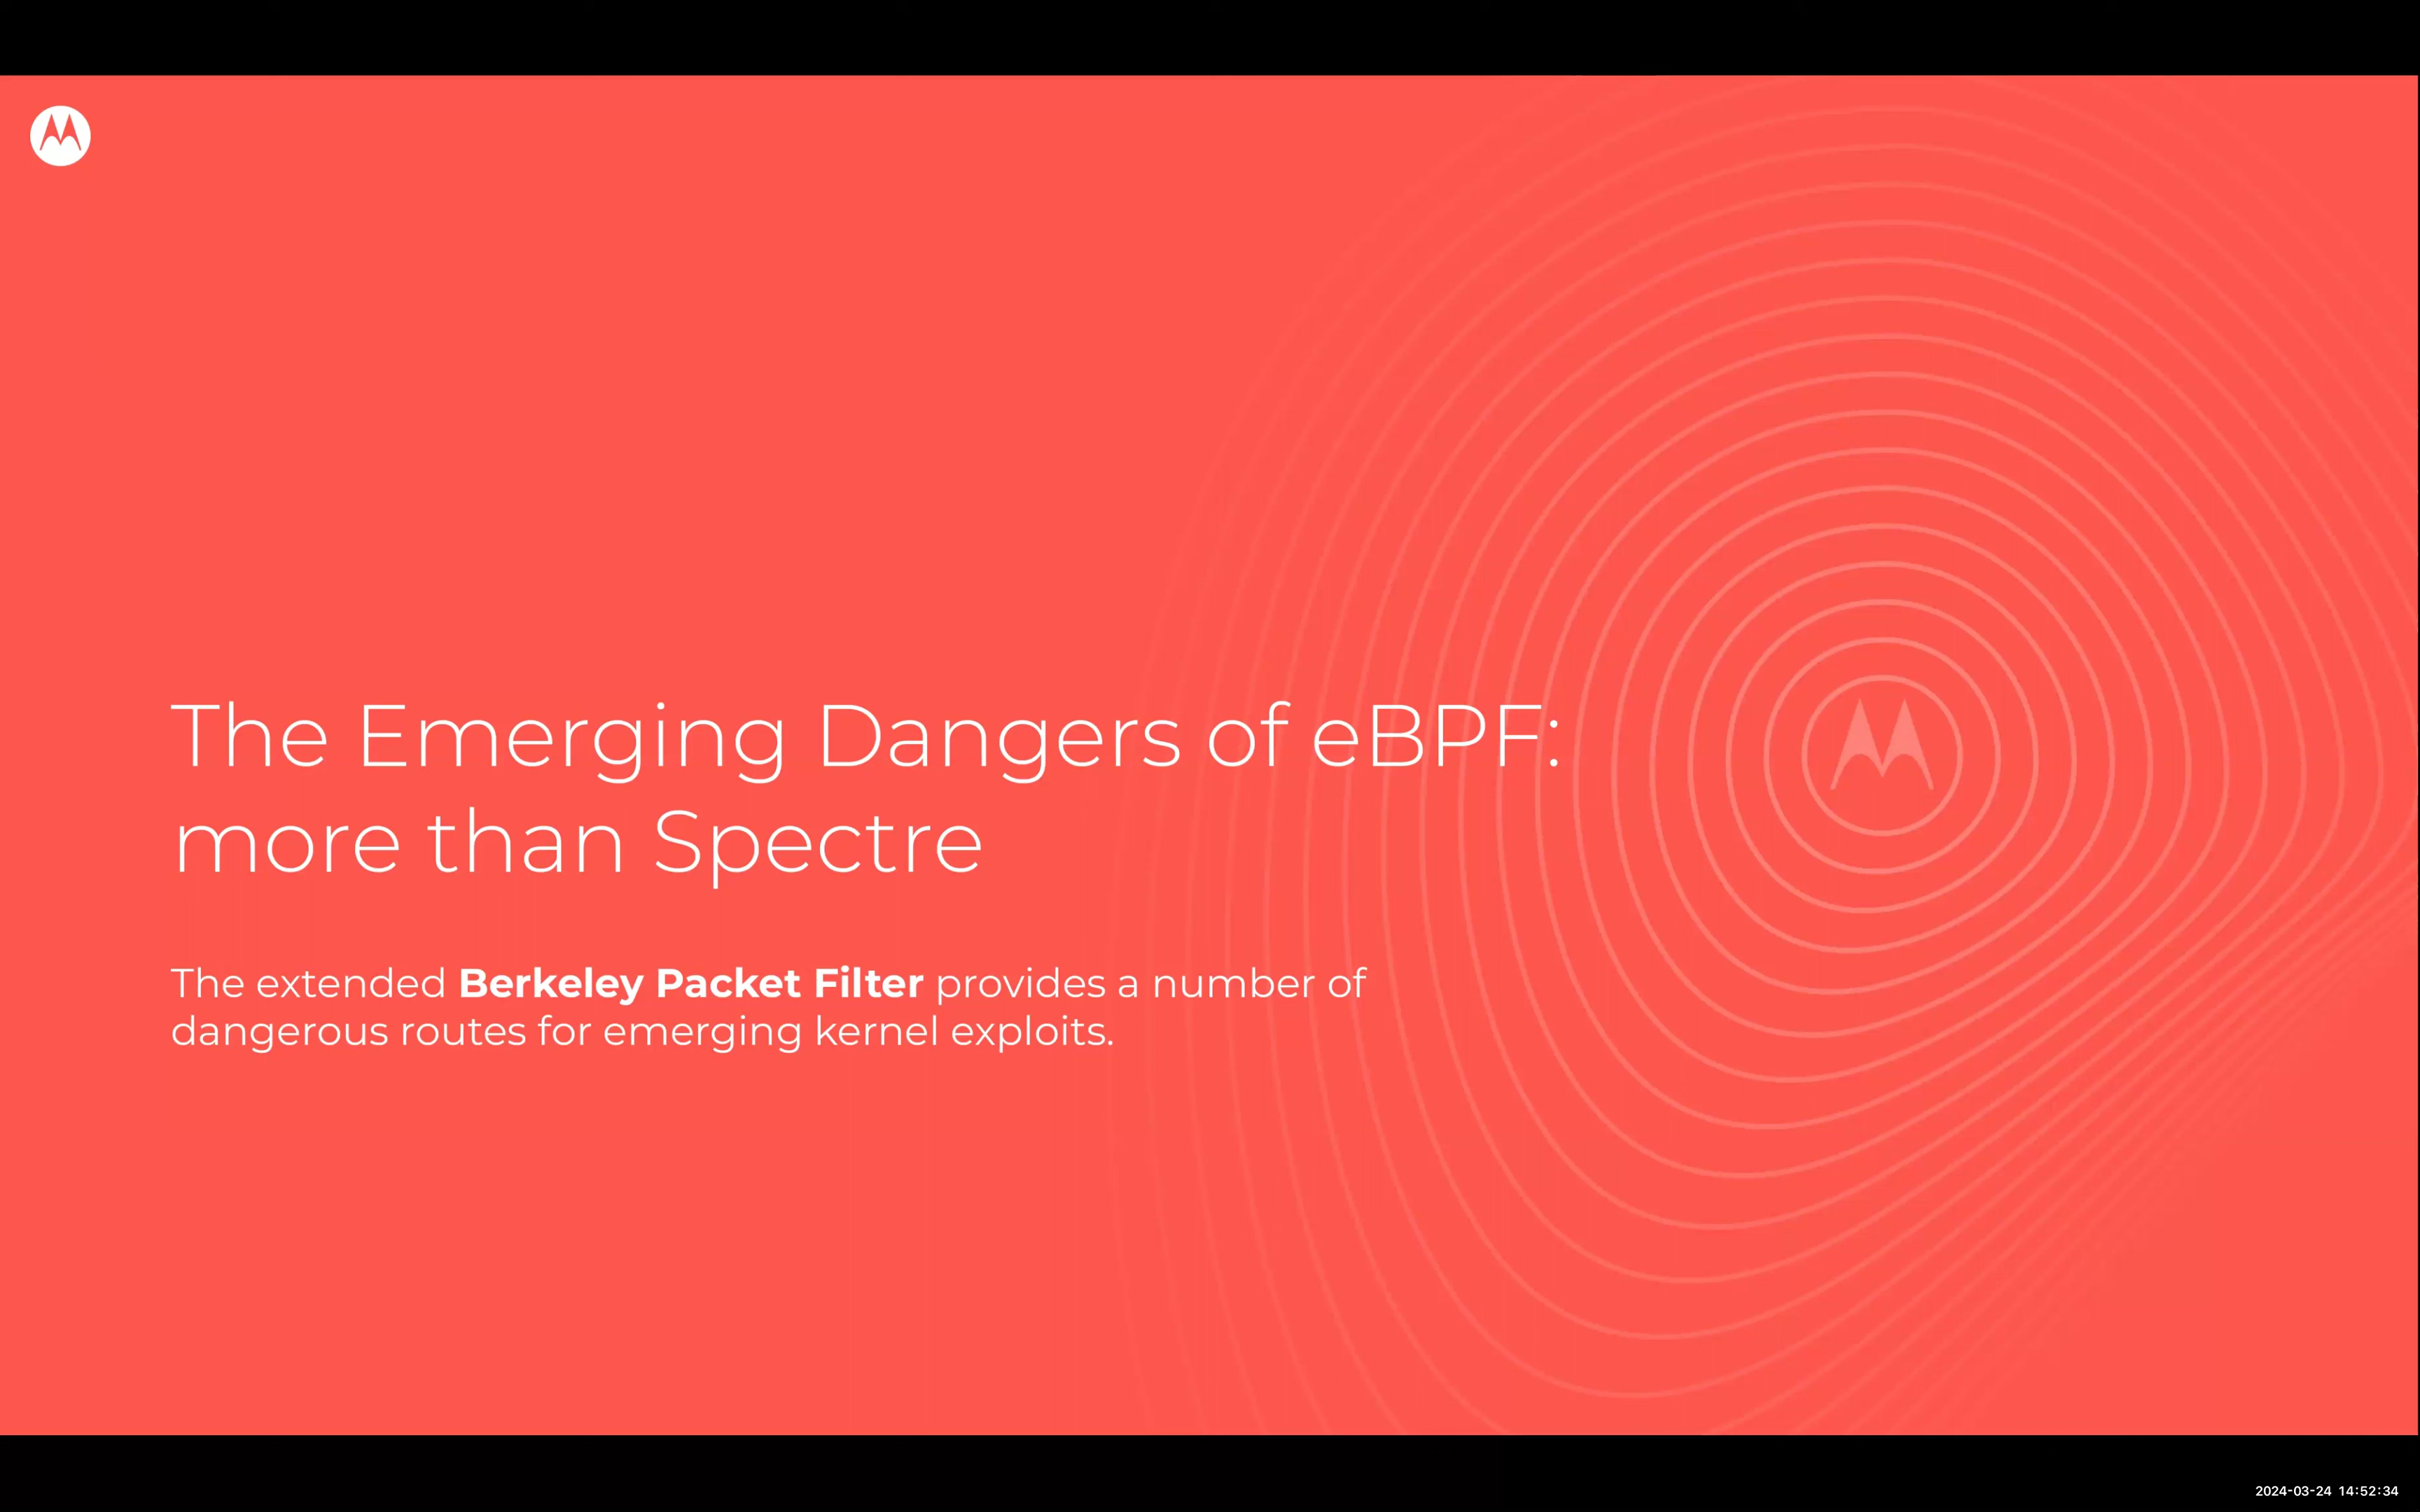 The Emerging Dangers of eBPF:
more than Spectre
The extended Berkeley Packet Filter provides a number of
dangerous routes for emerging kernel exploits.
2024-03-24 14:52:34